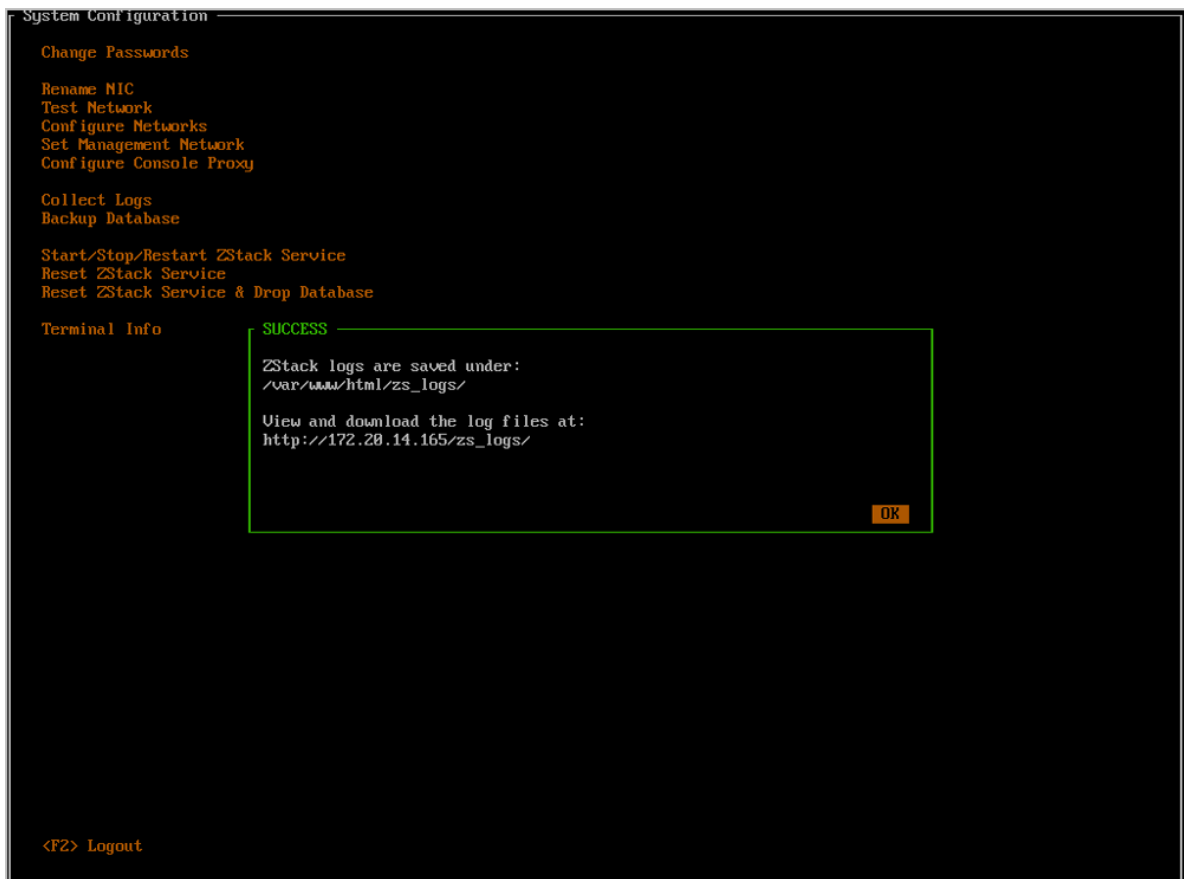 System Configuration
Change Passwords
Rename NIC
Test Network
Configure Networks
Set Management Network
Configure Console Proxy
Collect Logs
Backup Database
Start/Stop/Restart ZStack Service
Reset ZStack Service
Reset ZStack Service & Drop Database
Terminal Info
SUCCESS
ZStack logs are saved under:
/var/www/html/zs_logs/
View and download the log files at:
http://172.20.14.165/zs_logs/
OK
<F2> Logout